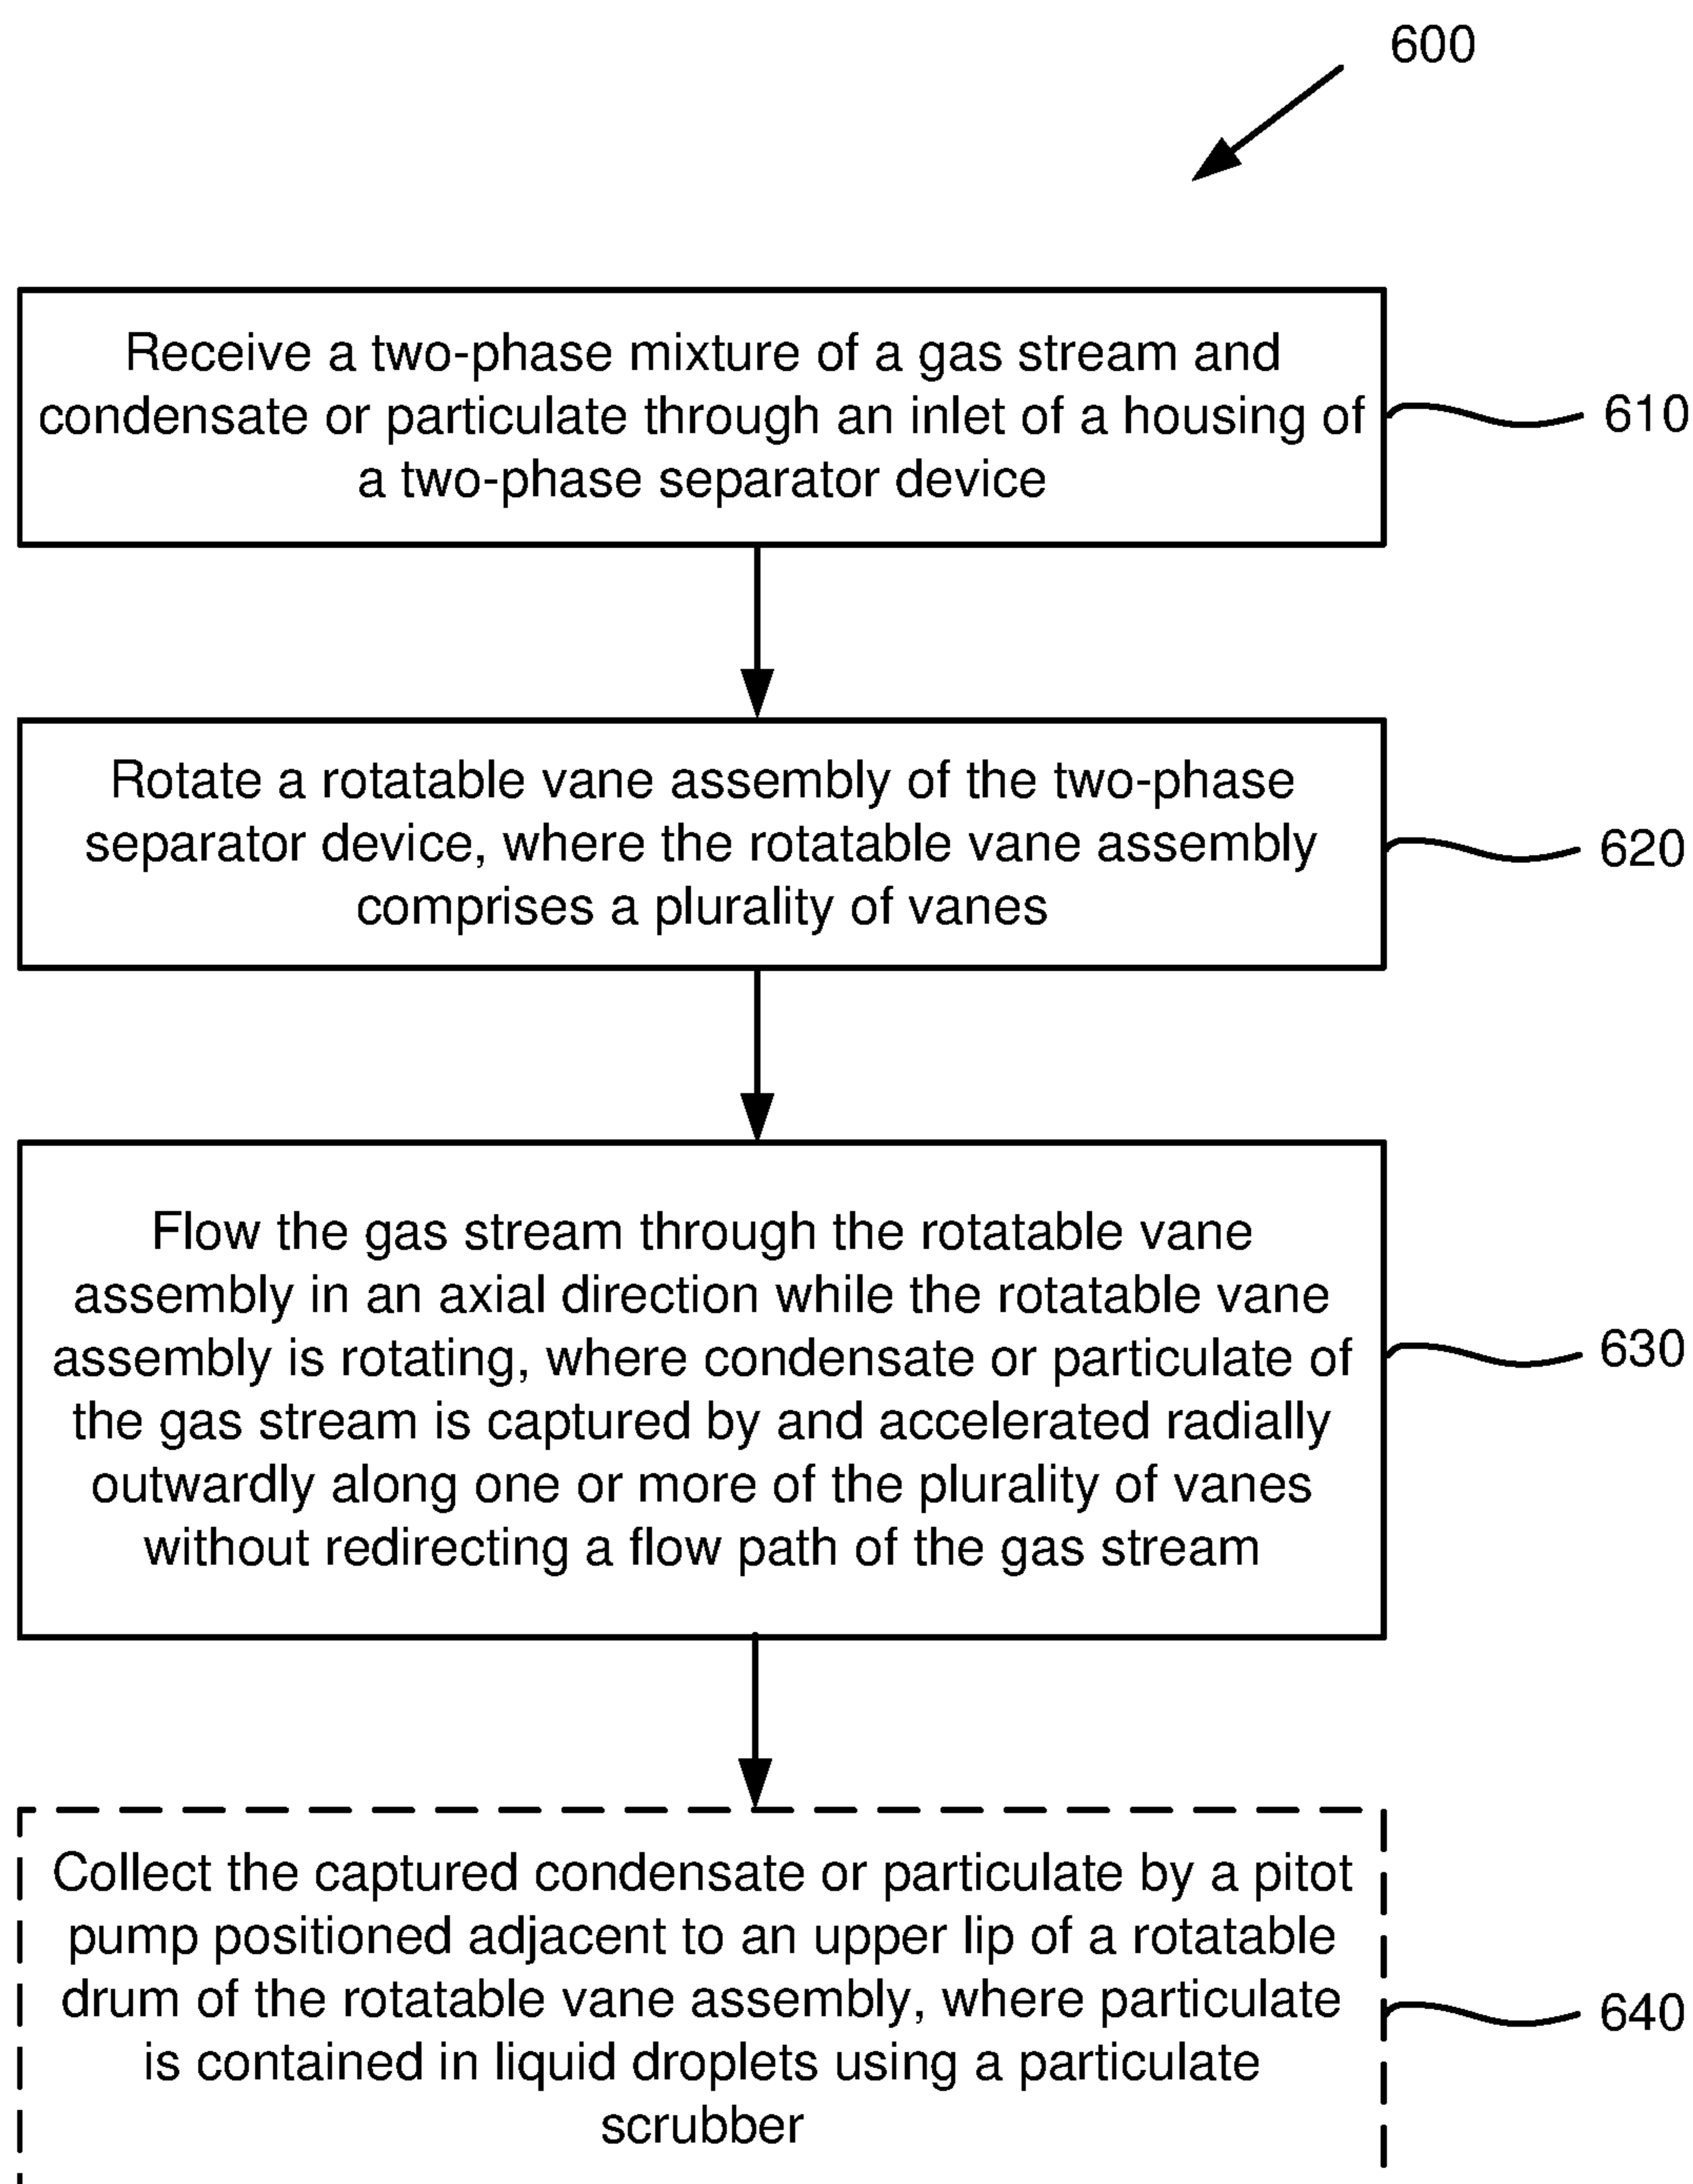 600
Receive a two-phase mixture of a gas stream and
condensate or particulate through an inlet of a housing of
a two-phase separator device
610
Rotate a rotatable vane assembly of the two-phase
separator device, where the rotatable vane assembly
comprises a plurality of vanes
620
Flow the gas stream through the rotatable vane
assembly in an axial direction while the rotatable vane
assembly is rotating, where condensate or particulate of
the gas stream is captured by and accelerated radially
outwardly along one or more of the plurality of vanes
without redirecting a flow path of the gas stream
630
Collect the captured condensate or particulate by a pitot
pump positioned adjacent to an upper lip of a rotatable
drum of the rotatable vane assembly, where particulate
is contained in liquid droplets using a particulate
scrubber
640